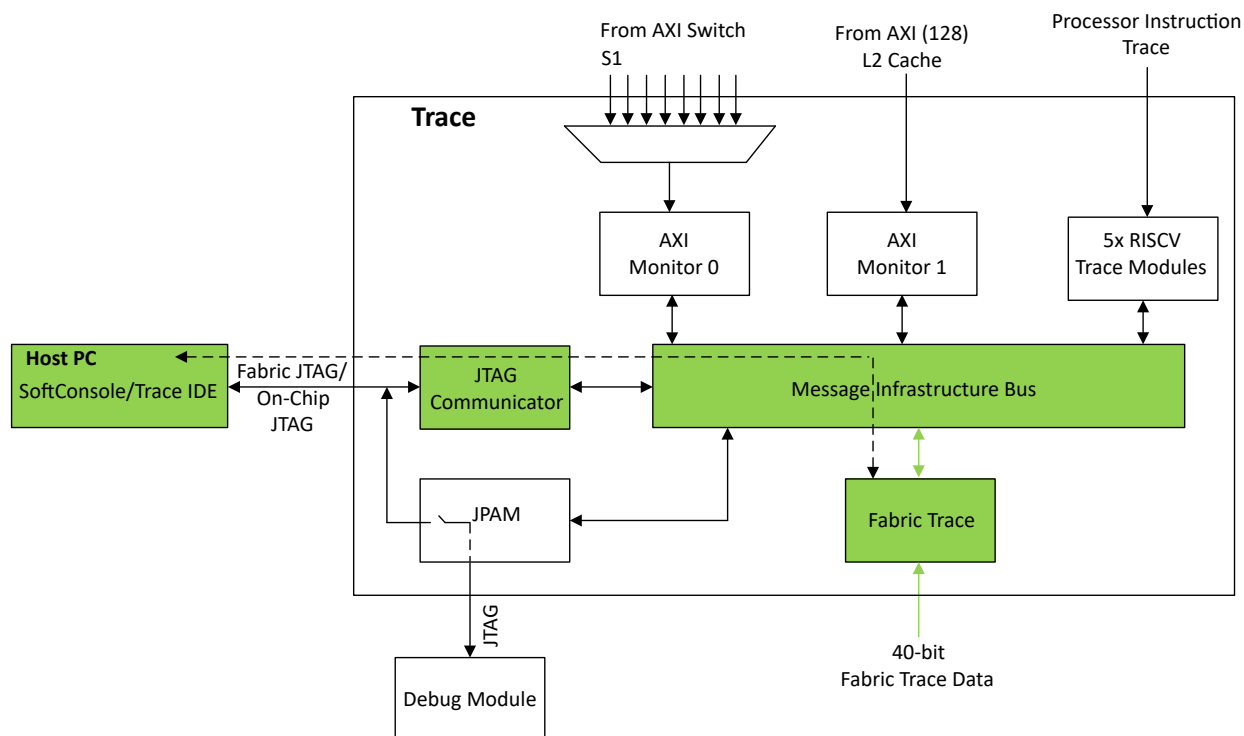 From AXI Switch
S1
From AXI (128)
L2 Cache
Processor Instruction
Trace
Trace
AXI
Monitor 0
AXI
Monitor 1
5x RISCV
Trace Modules
Host PC
SoftConsole/Trace IDE
Fabric JTAG/
On-Chip
JTAG
JTAG
Communicator
Message Infrastructure Bus
JPAM
Fabric Trace
JTAG
Debug Module
40-bit
Fabric Trace Data